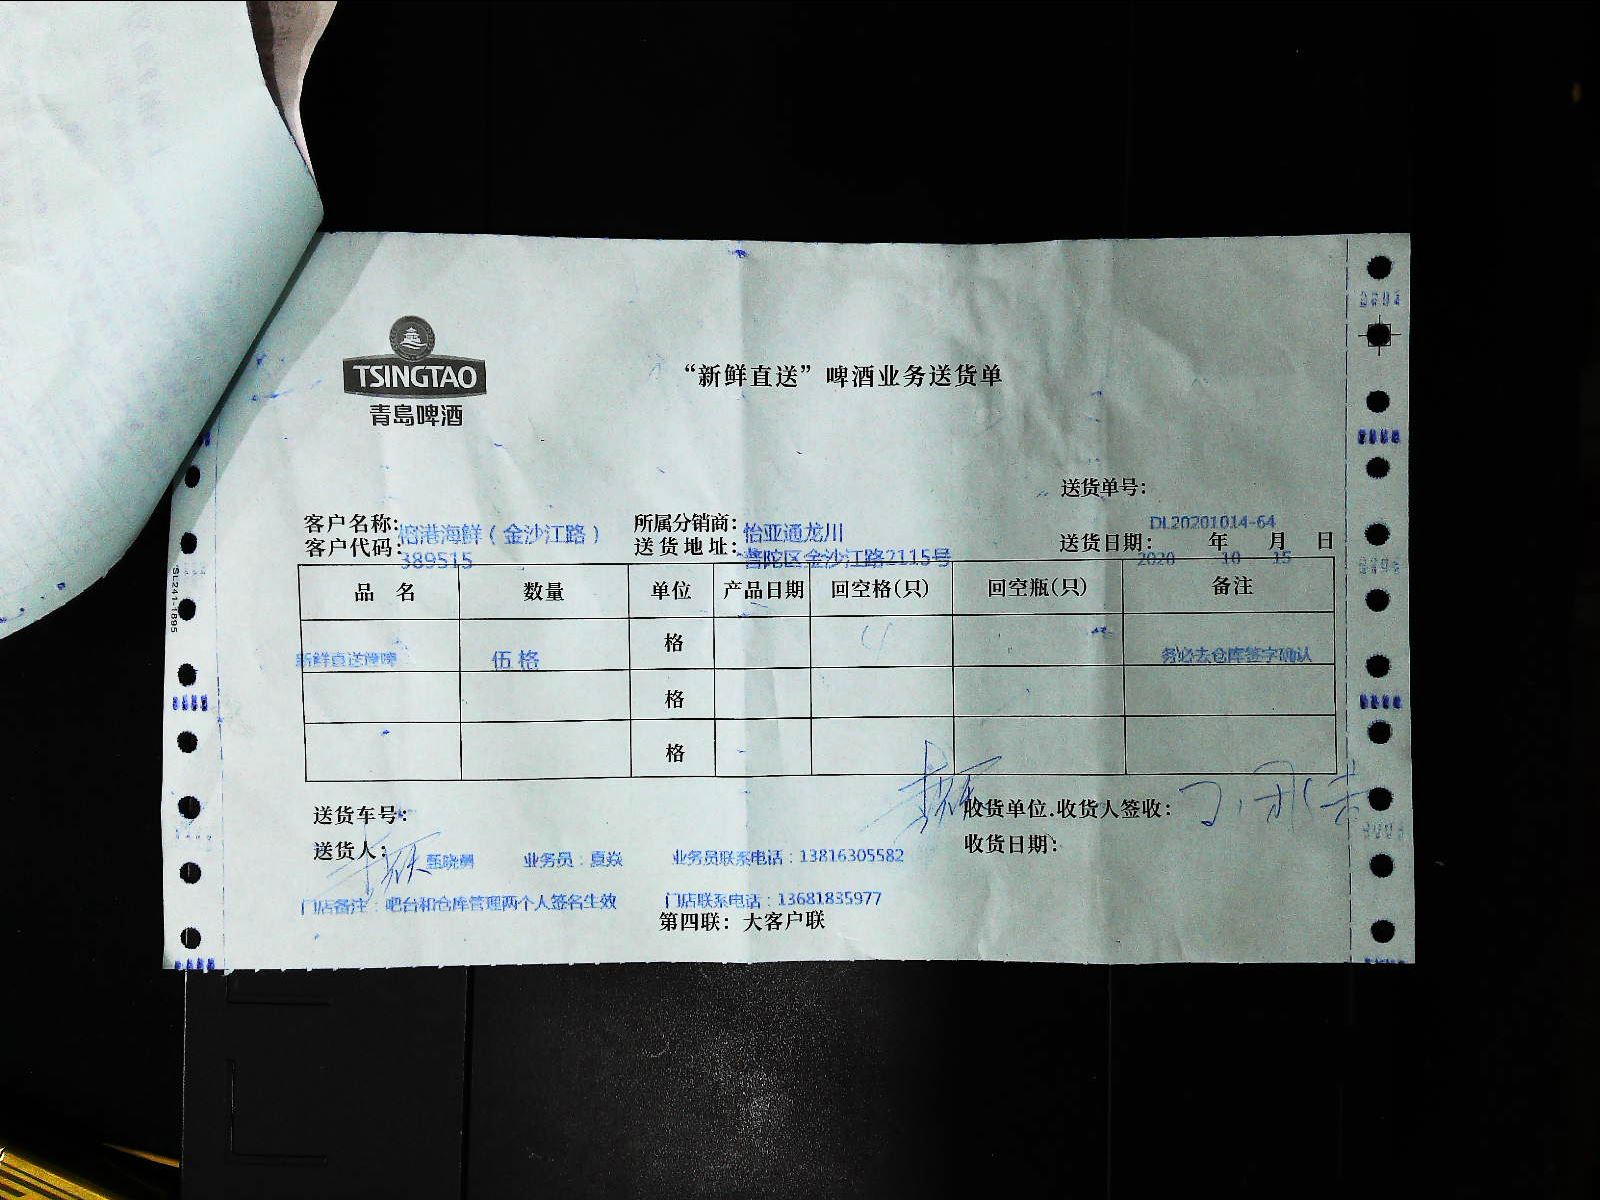 TSINGTAO
青岛啤酒
“新鲜直送”啤酒业务送货单
送货单号:
DL20201014-64
客户名称: 港海鲜(金沙江路) 所属分销商: 怡亚通龙川
客户代码: 389515 送货地址: 普陀区金沙江路2115号 送货日期: 2020 年 10 月 15 日
品 名 数量 单位 产品日期 回空格(只) 回空瓶(只) 备注
新鲜直送 伍格 格 4 务必去仓库签字确认
格
格
送货车号: 收货单位.收货人签收:
送货人: 业务员:夏焱 业务员联系电话:13816305582 收货日期:
门店备注:吧台和仓库管理两个人签名生效 门店联系电话:13681835977
第四联: 大客户联
SL241-1895